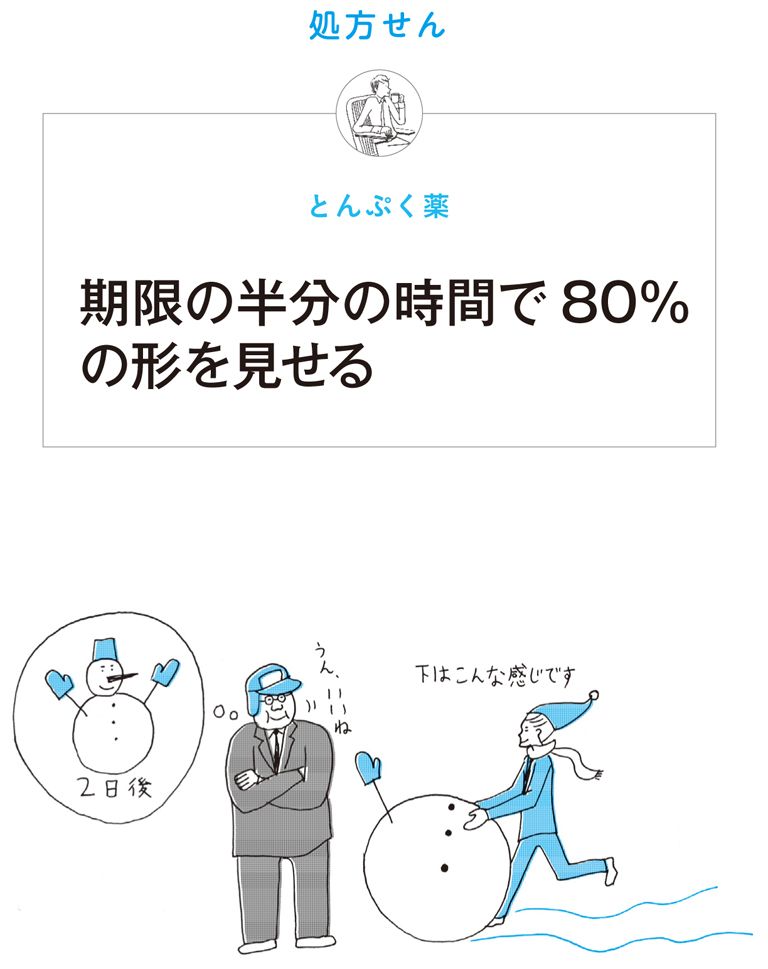 処方せん
とんぷく薬
期限の半分の時間で80%
の形を見せる
2日後
うん、いいね
下はこんな感じです